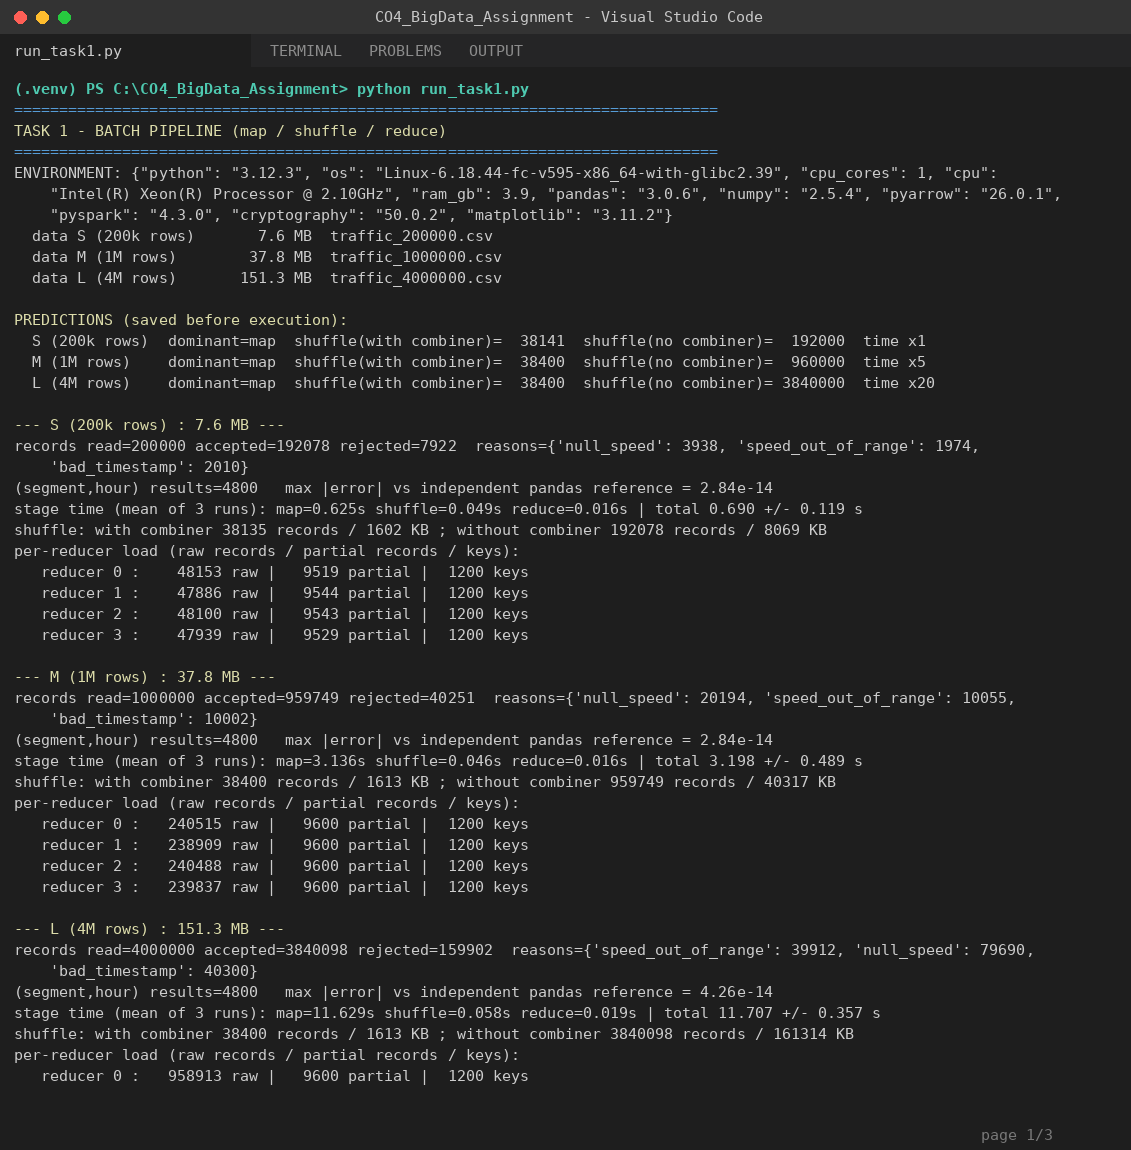 CO4_BigData_Assignment - Visual Studio Code
run_task1.py TERMINAL PROBLEMS OUTPUT
(.venv) PS C:\CO4_BigData_Assignment> python run_task1.py
==============================================================================
TASK 1 - BATCH PIPELINE (map / shuffle / reduce)
==============================================================================
ENVIRONMENT: {"python": "3.12.3", "os": "Linux-6.18.44-fc-v595-x86_64-with-glibc2.39", "cpu_cores": 1, "cpu":
    "Intel(R) Xeon(R) Processor @ 2.10GHz", "ram_gb": 3.9, "pandas": "3.0.6", "numpy": "2.5.4", "pyarrow": "26.0.1",
    "pyspark": "4.3.0", "cryptography": "50.0.2", "matplotlib": "3.11.2"}
  data S (200k rows)       7.6 MB  traffic_200000.csv
  data M (1M rows)        37.8 MB  traffic_1000000.csv
  data L (4M rows)       151.3 MB  traffic_4000000.csv
PREDICTIONS (saved before execution):
  S (200k rows)  dominant=map  shuffle(with combiner)=  38141  shuffle(no combiner)=  192000  time x1
  M (1M rows)    dominant=map  shuffle(with combiner)=  38400  shuffle(no combiner)=  960000  time x5
  L (4M rows)    dominant=map  shuffle(with combiner)=  38400  shuffle(no combiner)= 3840000  time x20
--- S (200k rows) : 7.6 MB ---
records read=200000 accepted=192078 rejected=7922  reasons={'null_speed': 3938, 'speed_out_of_range': 1974,
    'bad_timestamp': 2010}
(segment,hour) results=4800   max |error| vs independent pandas reference = 2.84e-14
stage time (mean of 3 runs): map=0.625s shuffle=0.049s reduce=0.016s | total 0.690 +/- 0.119 s
shuffle: with combiner 38135 records / 1602 KB ; without combiner 192078 records / 8069 KB
per-reducer load (raw records / partial records / keys):
   reducer 0 :    48153 raw |   9519 partial |  1200 keys
   reducer 1 :    47886 raw |   9544 partial |  1200 keys
   reducer 2 :    48100 raw |   9543 partial |  1200 keys
   reducer 3 :    47939 raw |   9529 partial |  1200 keys
--- M (1M rows) : 37.8 MB ---
records read=1000000 accepted=959749 rejected=40251  reasons={'null_speed': 20194, 'speed_out_of_range': 10055,
    'bad_timestamp': 10002}
(segment,hour) results=4800   max |error| vs independent pandas reference = 2.84e-14
stage time (mean of 3 runs): map=3.136s shuffle=0.046s reduce=0.016s | total 3.198 +/- 0.489 s
shuffle: with combiner 38400 records / 1613 KB ; without combiner 959749 records / 40317 KB
per-reducer load (raw records / partial records / keys):
   reducer 0 :   240515 raw |   9600 partial |  1200 keys
   reducer 1 :   238909 raw |   9600 partial |  1200 keys
   reducer 2 :   240488 raw |   9600 partial |  1200 keys
   reducer 3 :   239837 raw |   9600 partial |  1200 keys
--- L (4M rows) : 151.3 MB ---
records read=4000000 accepted=3840098 rejected=159902  reasons={'speed_out_of_range': 39912, 'null_speed': 79690,
    'bad_timestamp': 40300}
(segment,hour) results=4800   max |error| vs independent pandas reference = 4.26e-14
stage time (mean of 3 runs): map=11.629s shuffle=0.058s reduce=0.019s | total 11.707 +/- 0.357 s
shuffle: with combiner 38400 records / 1613 KB ; without combiner 3840098 records / 161314 KB
per-reducer load (raw records / partial records / keys):
   reducer 0 :   958913 raw |   9600 partial |  1200 keys
page 1/3